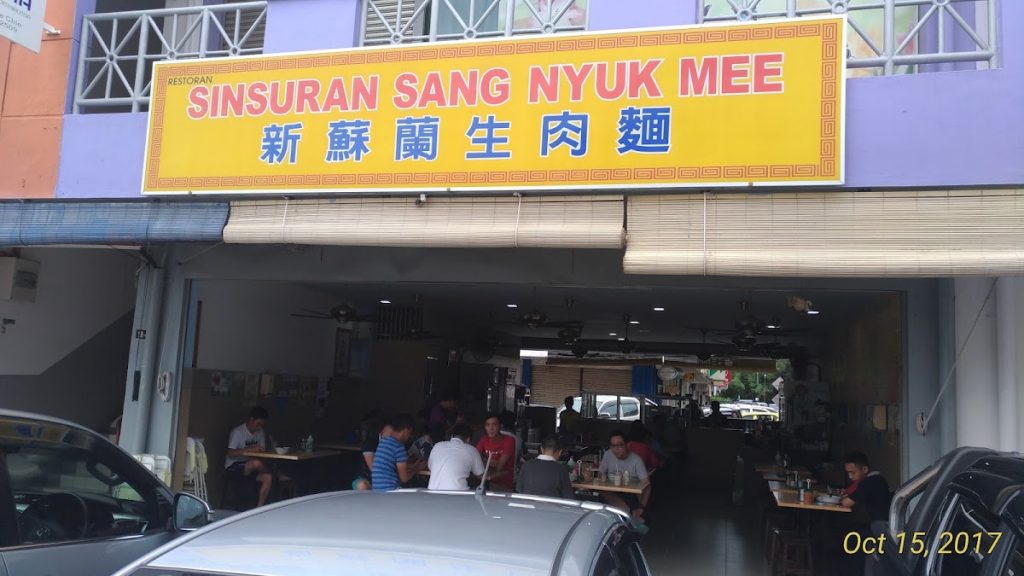 RESTORAN
SINSURAN SANG NYUK MEE
新蘇蘭生肉麵
Oct 15, 2017